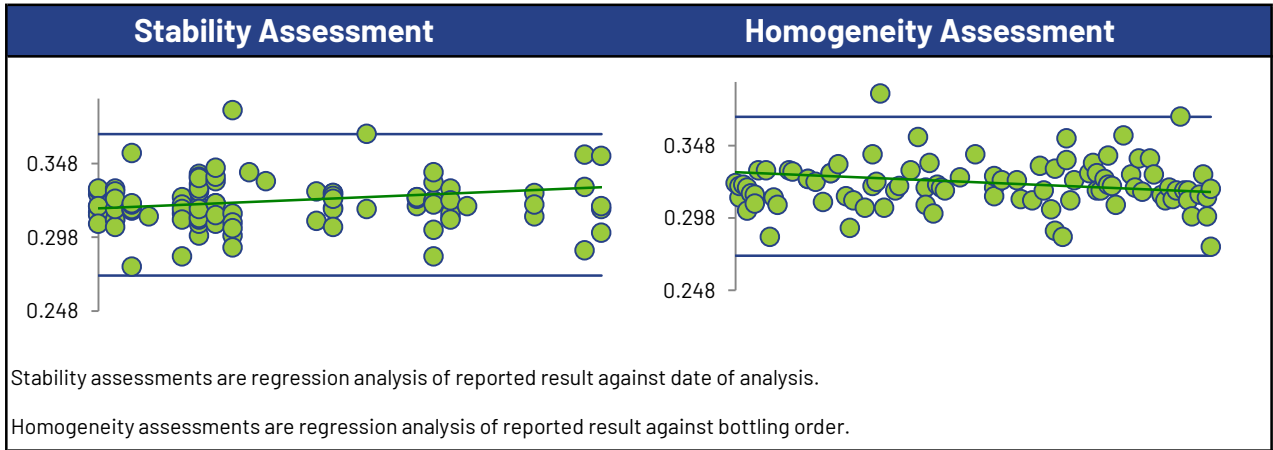 Stability Assessment
Homogeneity Assessment
0.348
0.298
0.248
0.348
0.298
0.248
Stability assessments are regression analysis of reported result against date of analysis.
Homogeneity assessments are regression analysis of reported result against bottling order.